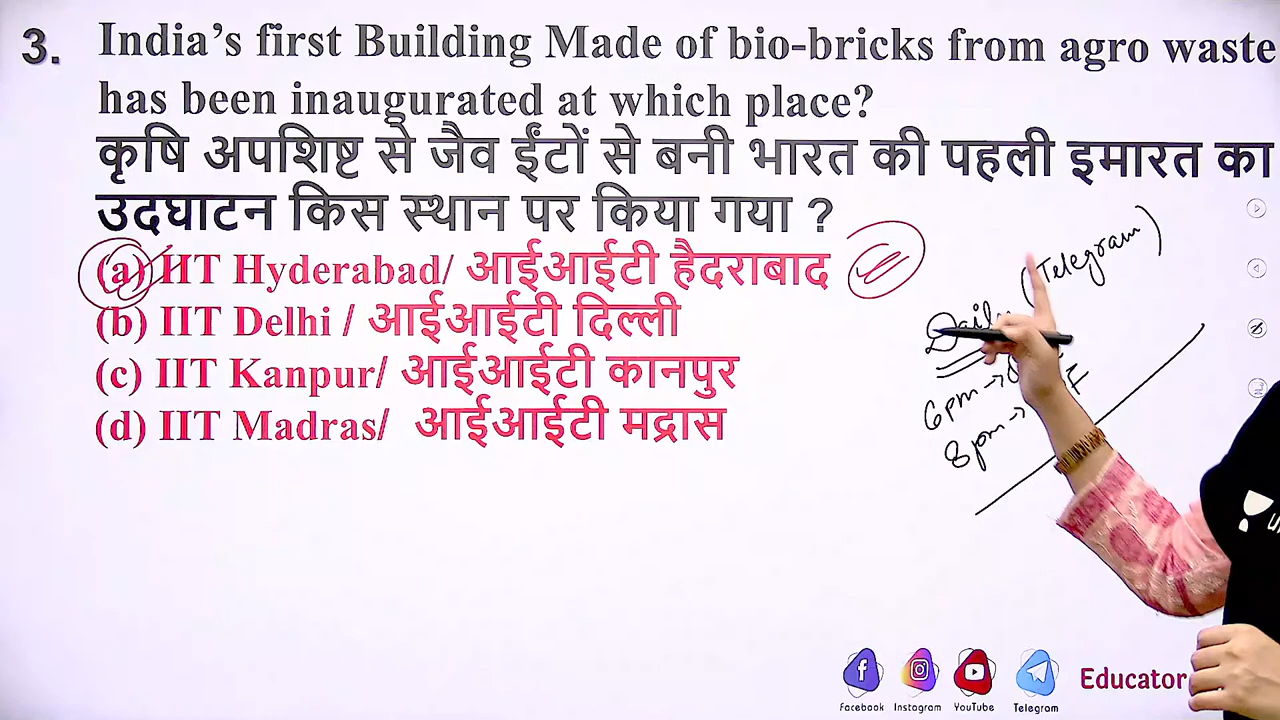 3. India's first Building Made of bio-bricks from agro waste
has been inaugurated at which place?
कृषि अपशिष्ट से जैव ईंटों से बनी भारत की पहली इमारत का
उदघाटन किस स्थान पर किया गया ?
(a) IIT Hyderabad/ आईआईटी हैदराबाद
(b) IIT Delhi / आईआईटी दिल्ली
(c) IIT Kanpur/ आईआईटी कानपुर
(d) IIT Madras/ आईआईटी मद्रास
(Telegram)
Daily
6pm →
8pm →
Facebook Instagram YouTube Telegram
Educator